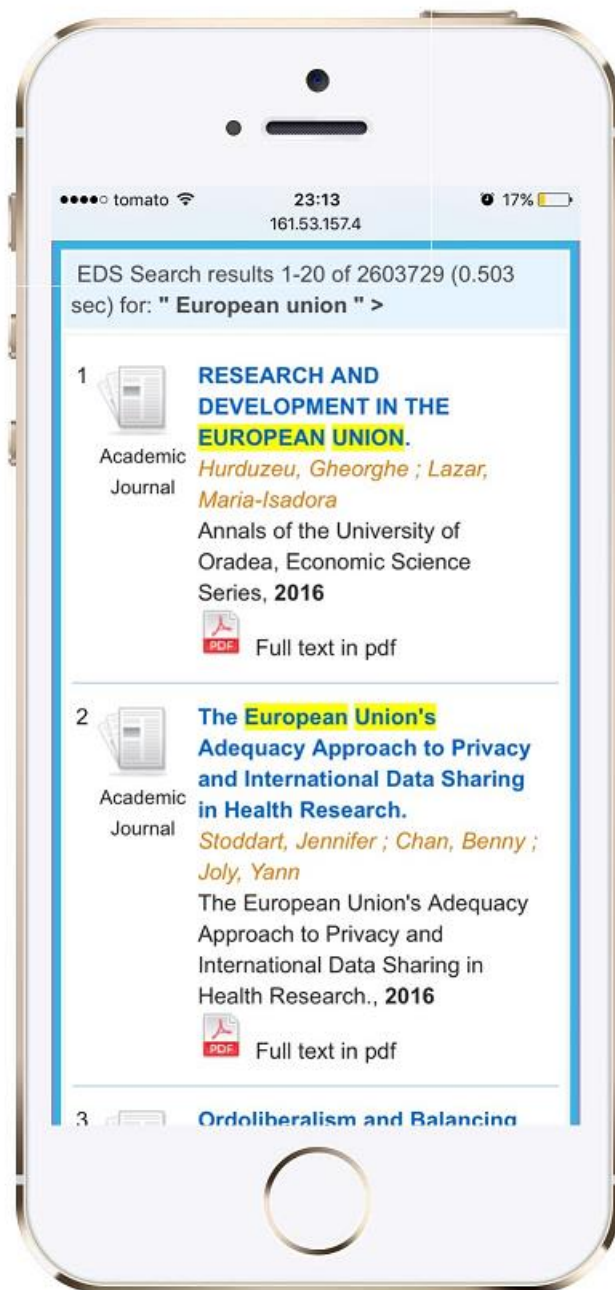 tomato 23:13 17%
161.53.157.4
EDS Search results 1-20 of 2603729 (0.503
sec) for: " European union " >
1
RESEARCH AND
DEVELOPMENT IN THE
EUROPEAN UNION.
Academic
Journal
Hurduzeu, Gheorghe ; Lazar,
Maria-Isadora
Annals of the University of
Oradea, Economic Science
Series, 2016
PDF Full text in pdf
2
The European Union's
Adequacy Approach to Privacy
and International Data Sharing
in Health Research.
Academic
Journal
Stoddart, Jennifer ; Chan, Benny ;
Joly, Yann
The European Union's Adequacy
Approach to Privacy and
International Data Sharing in
Health Research., 2016
PDF Full text in pdf
3 Ordoliberalism and Balancing